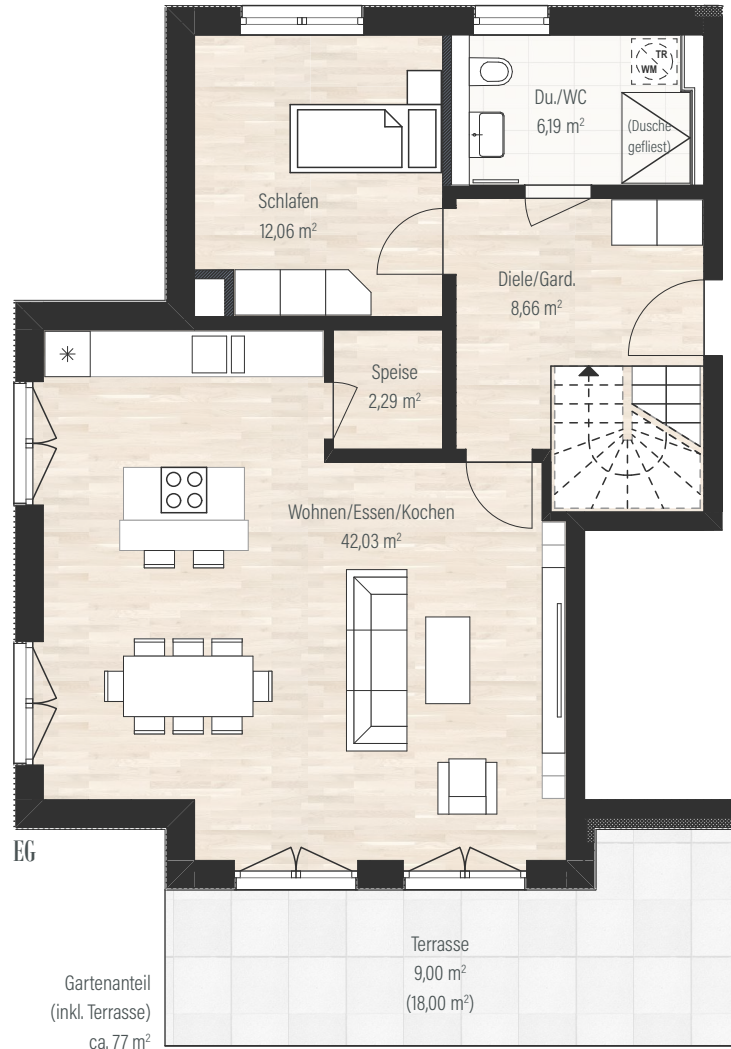 TR
WM
Du./WC
6,19 m²
(Dusche
gefliest)
Schlafen
12,06 m²
Diele/Gard.
8,66 m²
Speise
2,29 m²
Wohnen/Essen/Kochen
42,03 m²
EG
Terrasse
9,00 m²
(18,00 m²)
Gartenanteil
(inkl. Terrasse)
ca. 77 m²